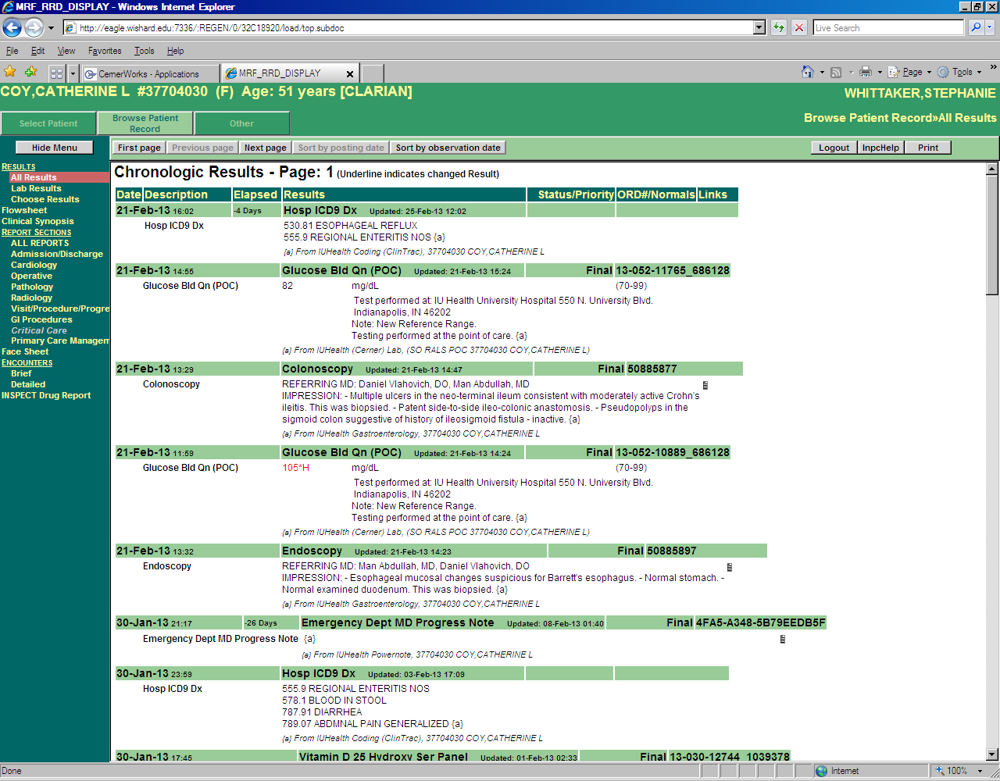 MRF_RRD_DISPLAY - Windows Internet Explorer
http://eagle.wishard.edu:7336/:REGEN/0/32C18920/load/top.subdoc
Live Search
File Edit View Favorites Tools Help
CernerWorks - Applications
MRF_RRD_DISPLAY
Page Tools
COY,CATHERINE L #37704030 (F) Age: 51 years [CLARIAN]
WHITTAKER,STEPHANIE
Select Patient
Browse Patient Record
Other
Browse Patient Record»All Results
Hide Menu
First page Previous page Next page Sort by posting date Sort by observation date
Logout InpcHelp Print
RESULTS
All Results
Lab Results
Choose Results
Flowsheet
Clinical Synopsis
REPORT SECTIONS
ALL REPORTS
Admission/Discharge
Cardiology
Operative
Pathology
Radiology
Visit/Procedure/Progre
GI Procedures
Critical Care
Primary Care Managem
Face Sheet
ENCOUNTERS
Brief
Detailed
INSPECT Drug Report
Chronologic Results - Page: 1 (Underline indicates changed Result)
Date Description Elapsed Results Status/Priority ORD#/Normals Links
21-Feb-13 16:02 -4 Days Hosp ICD9 Dx Updated: 25-Feb-13 12:02
Hosp ICD9 Dx 530.81 ESOPHAGEAL REFLUX
555.9 REGIONAL ENTERITIS NOS {a}
{a} From IUHealth Coding (ClinTrac), 37704030 COY,CATHERINE L
21-Feb-13 14:55 Glucose Bld Qn (POC) Updated: 21-Feb-13 15:24 Final 13-052-11765_686128
Glucose Bld Qn (POC) 82 mg/dL (70-99)
Test performed at: IU Health University Hospital 550 N. University Blvd.
Indianapolis, IN 46202
Note: New Reference Range.
Testing performed at the point of care. {a}
{a} From IUHealth (Cerner) Lab, (SO RALS POC 37704030 COY,CATHERINE L)
21-Feb-13 13:29 Colonoscopy Updated: 21-Feb-13 14:47 Final 50885877
Colonoscopy REFERRING MD: Daniel Vlahovich, DO, Man Abdullah, MD
IMPRESSION: - Multiple ulcers in the neo-terminal ileum consistent with moderately active Crohn's
ileitis. This was biopsied. - Patent side-to-side ileo-colonic anastomosis. - Pseudopolyps in the
sigmoid colon suggestive of history of ileosigmoid fistula - inactive. {a}
{a} From IUHealth Gastroenterology, 37704030 COY,CATHERINE L
21-Feb-13 11:59 Glucose Bld Qn (POC) Updated: 21-Feb-13 14:24 Final 13-052-10889_686128
Glucose Bld Qn (POC) 105*H mg/dL (70-99)
Test performed at: IU Health University Hospital 550 N. University Blvd.
Indianapolis, IN 46202
Note: New Reference Range.
Testing performed at the point of care. {a}
{a} From IUHealth (Cerner) Lab, (SO RALS POC 37704030 COY,CATHERINE L)
21-Feb-13 13:32 Endoscopy Updated: 21-Feb-13 14:23 Final 50885897
Endoscopy REFERRING MD: Man Abdullah, MD, Daniel Vlahovich, DO
IMPRESSION: - Esophageal mucosal changes suspicious for Barrett's esophagus. - Normal stomach. -
Normal examined duodenum. This was biopsied. {a}
{a} From IUHealth Gastroenterology, 37704030 COY,CATHERINE L
30-Jan-13 21:17 -26 Days Emergency Dept MD Progress Note Updated: 08-Feb-13 01:40 Final 4FA5-A348-5B79EEDB5F
Emergency Dept MD Progress Note {a}
{a} From IUHealth Powernote, 37704030 COY,CATHERINE L
30-Jan-13 23:59 Hosp ICD9 Dx Updated: 03-Feb-13 17:09
Hosp ICD9 Dx 555.9 REGIONAL ENTERITIS NOS
578.1 BLOOD IN STOOL
787.91 DIARRHEA
789.07 ABDMNAL PAIN GENERALIZED {a}
{a} From IUHealth Coding (ClinTrac), 37704030 COY,CATHERINE L
30-Jan-13 17:45 Vitamin D 25 Hydroxy Ser Panel Updated: 01-Feb-13 02:33 Final 13-030-12744_1039378
Done
Internet
100%